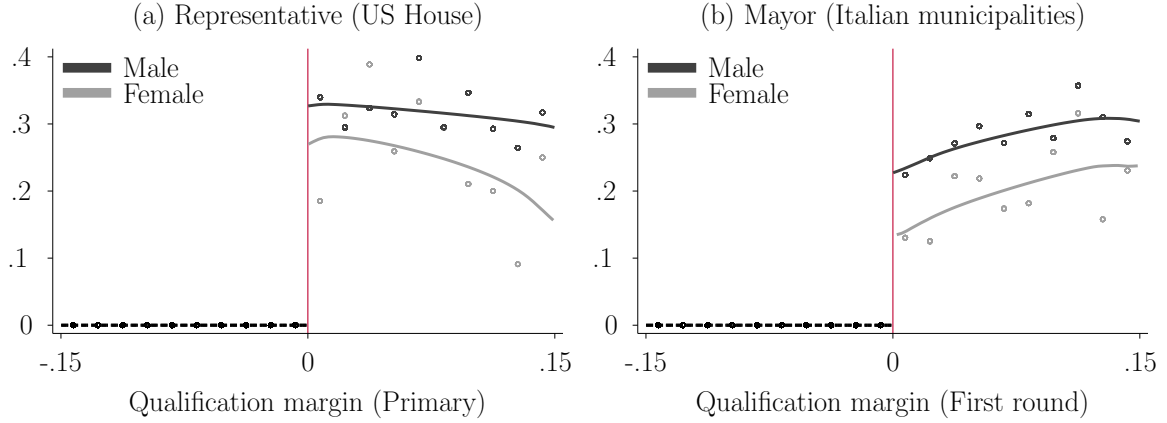 (a) Representative (US House)
.4
.3
.2
.1
0
Male
Female
-.15
0
.15
Qualification margin (Primary)
(b) Mayor (Italian municipalities)
.4
.3
.2
.1
0
Male
Female
-.15
0
.15
Qualification margin (First round)